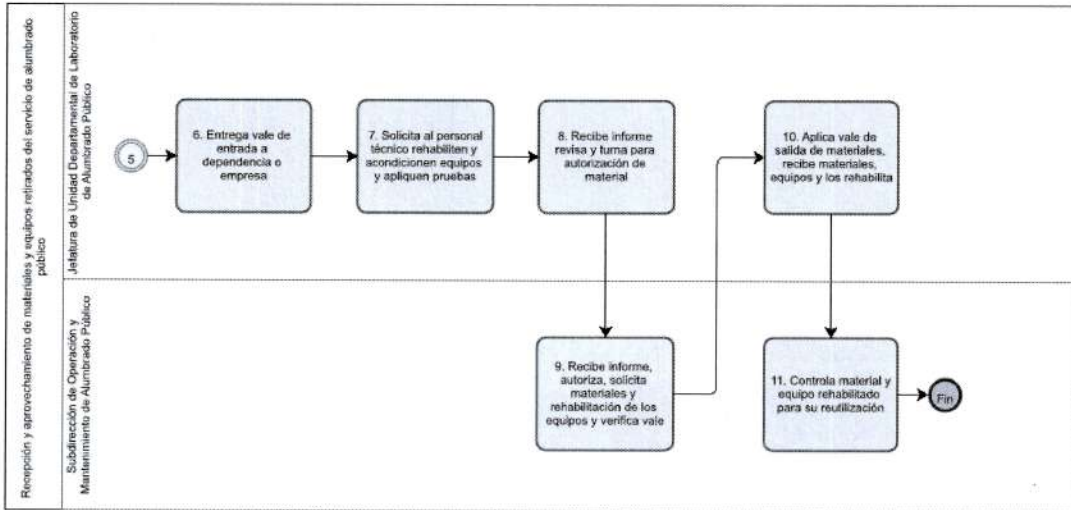 Recepción y aprovechamiento de materiales y equipos retirados del servicio de alumbrado
público
Jefatura de Unidad Departamental de Laboratorio
de Alumbrado Público
5
6. Entrega vale de
entrada a
dependencia o
empresa
7. Solicita al personal
técnico rehabiliten y
acondicionen equipos
y apliquen pruebas
8. Recibe informe
revisa y turna para
autorización de
material
10. Aplica vale de
salida de materiales,
recibe materiales,
equipos y los rehabilita
Subdirección de Operación y
Mantenimiento de Alumbrado Público
9. Recibe informe,
autoriza, solicita
materiales y
rehabilitación de los
equipos y verifica vale
11. Controla material y
equipo rehabilitado
para su reutilización
Fin